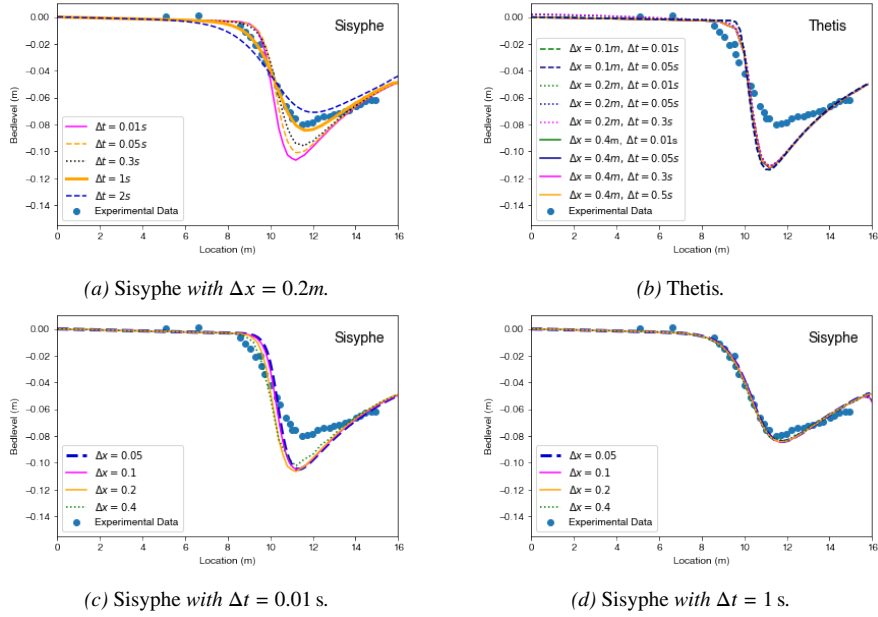 Sisyphe
0.00
−0.02
−0.04
−0.06
−0.08
−0.10
−0.12
−0.14
Bedlevel (m)
Δt = 0.01s
Δt = 0.05s
Δt = 0.3s
Δt = 1s
Δt = 2s
Experimental Data
0 2 4 6 8 10 12 14 16
Location (m)
(a) Sisyphe with Δx = 0.2m.
Thetis
0.00
−0.02
−0.04
−0.06
−0.08
−0.10
−0.12
−0.14
Bedlevel (m)
Δx = 0.1m, Δt = 0.01s
Δx = 0.1m, Δt = 0.05s
Δx = 0.2m, Δt = 0.01s
Δx = 0.2m, Δt = 0.05s
Δx = 0.2m, Δt = 0.3s
Δx = 0.4m, Δt = 0.01s
Δx = 0.4m, Δt = 0.05s
Δx = 0.4m, Δt = 0.3s
Δx = 0.4m, Δt = 0.5s
Experimental Data
0 2 4 6 8 10 12 14 16
Location (m)
(b) Thetis.
Sisyphe
0.00
−0.02
−0.04
−0.06
−0.08
−0.10
−0.12
−0.14
Bedlevel (m)
Δx = 0.05
Δx = 0.1
Δx = 0.2
Δx = 0.4
Experimental Data
0 2 4 6 8 10 12 14 16
Location (m)
(c) Sisyphe with Δt = 0.01 s.
Sisyphe
0.00
−0.02
−0.04
−0.06
−0.08
−0.10
−0.12
−0.14
Bedlevel (m)
Δx = 0.05
Δx = 0.1
Δx = 0.2
Δx = 0.4
Experimental Data
0 2 4 6 8 10 12 14 16
Location (m)
(d) Sisyphe with Δt = 1 s.